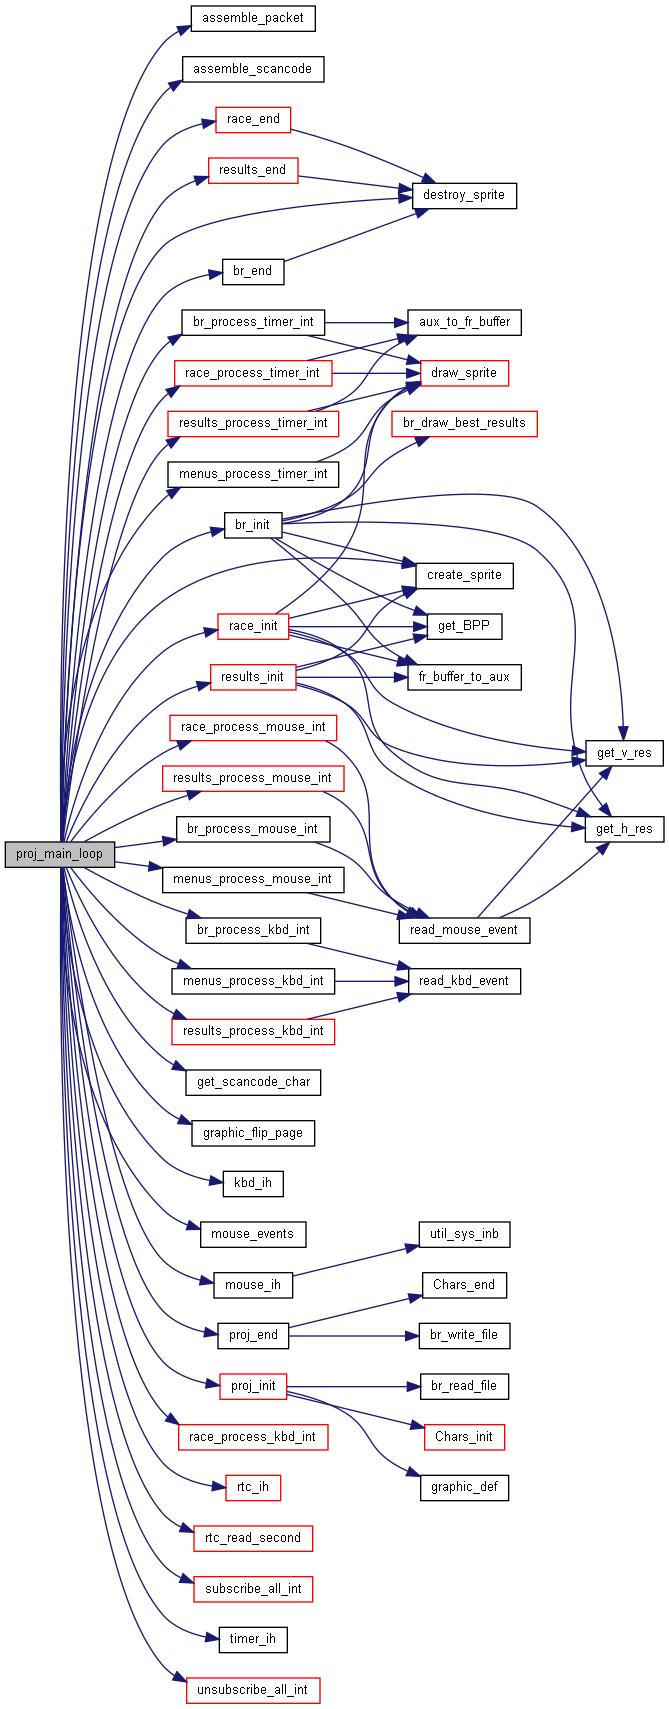 assemble_packet
assemble_scancode
race_end
results_end
destroy_sprite
br_end
br_process_timer_int
aux_to_fr_buffer
race_process_timer_int
draw_sprite
results_process_timer_int
br_draw_best_results
menus_process_timer_int
br_init
create_sprite
race_init
get_BPP
results_init
fr_buffer_to_aux
race_process_mouse_int
get_v_res
results_process_mouse_int
br_process_mouse_int
get_h_res
proj_main_loop
menus_process_mouse_int
br_process_kbd_int
read_mouse_event
menus_process_kbd_int
read_kbd_event
results_process_kbd_int
get_scancode_char
graphic_flip_page
kbd_ih
mouse_events
util_sys_inb
mouse_ih
Chars_end
proj_end
br_write_file
proj_init
br_read_file
race_process_kbd_int
Chars_init
rtc_ih
graphic_def
rtc_read_second
subscribe_all_int
timer_ih
unsubscribe_all_int